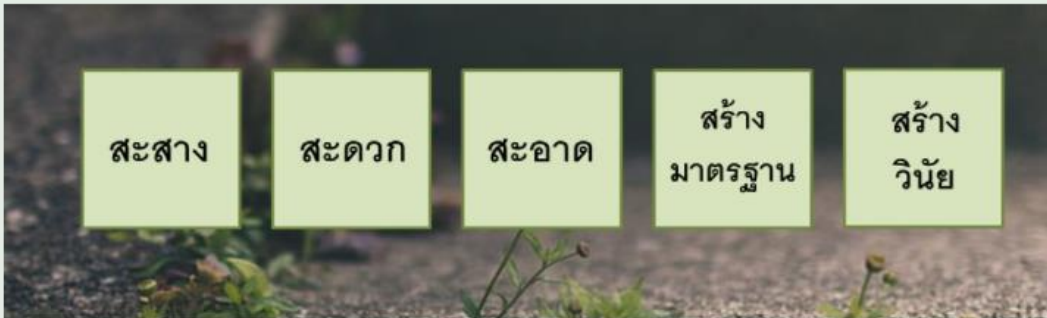 สะสาง
สะดวก
สะอาด
สร้าง
มาตรฐาน
สร้าง
วินัย